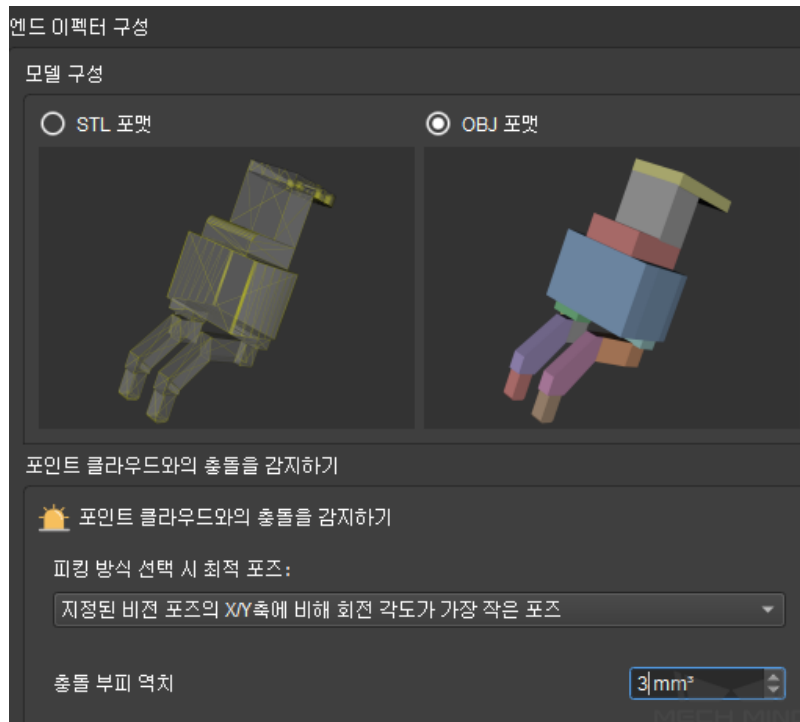 엔드 이펙터 구성
모델 구성
STL 포맷
OBJ 포맷
포인트 클라우드와의 충돌을 감지하기
포인트 클라우드와의 충돌을 감지하기
피킹 방식 선택 시 최적 포즈:
지정된 비전 포즈의 X/Y축에 비해 회전 각도가 가장 작은 포즈
충돌 부피 역치
3mm³
MECH MIND